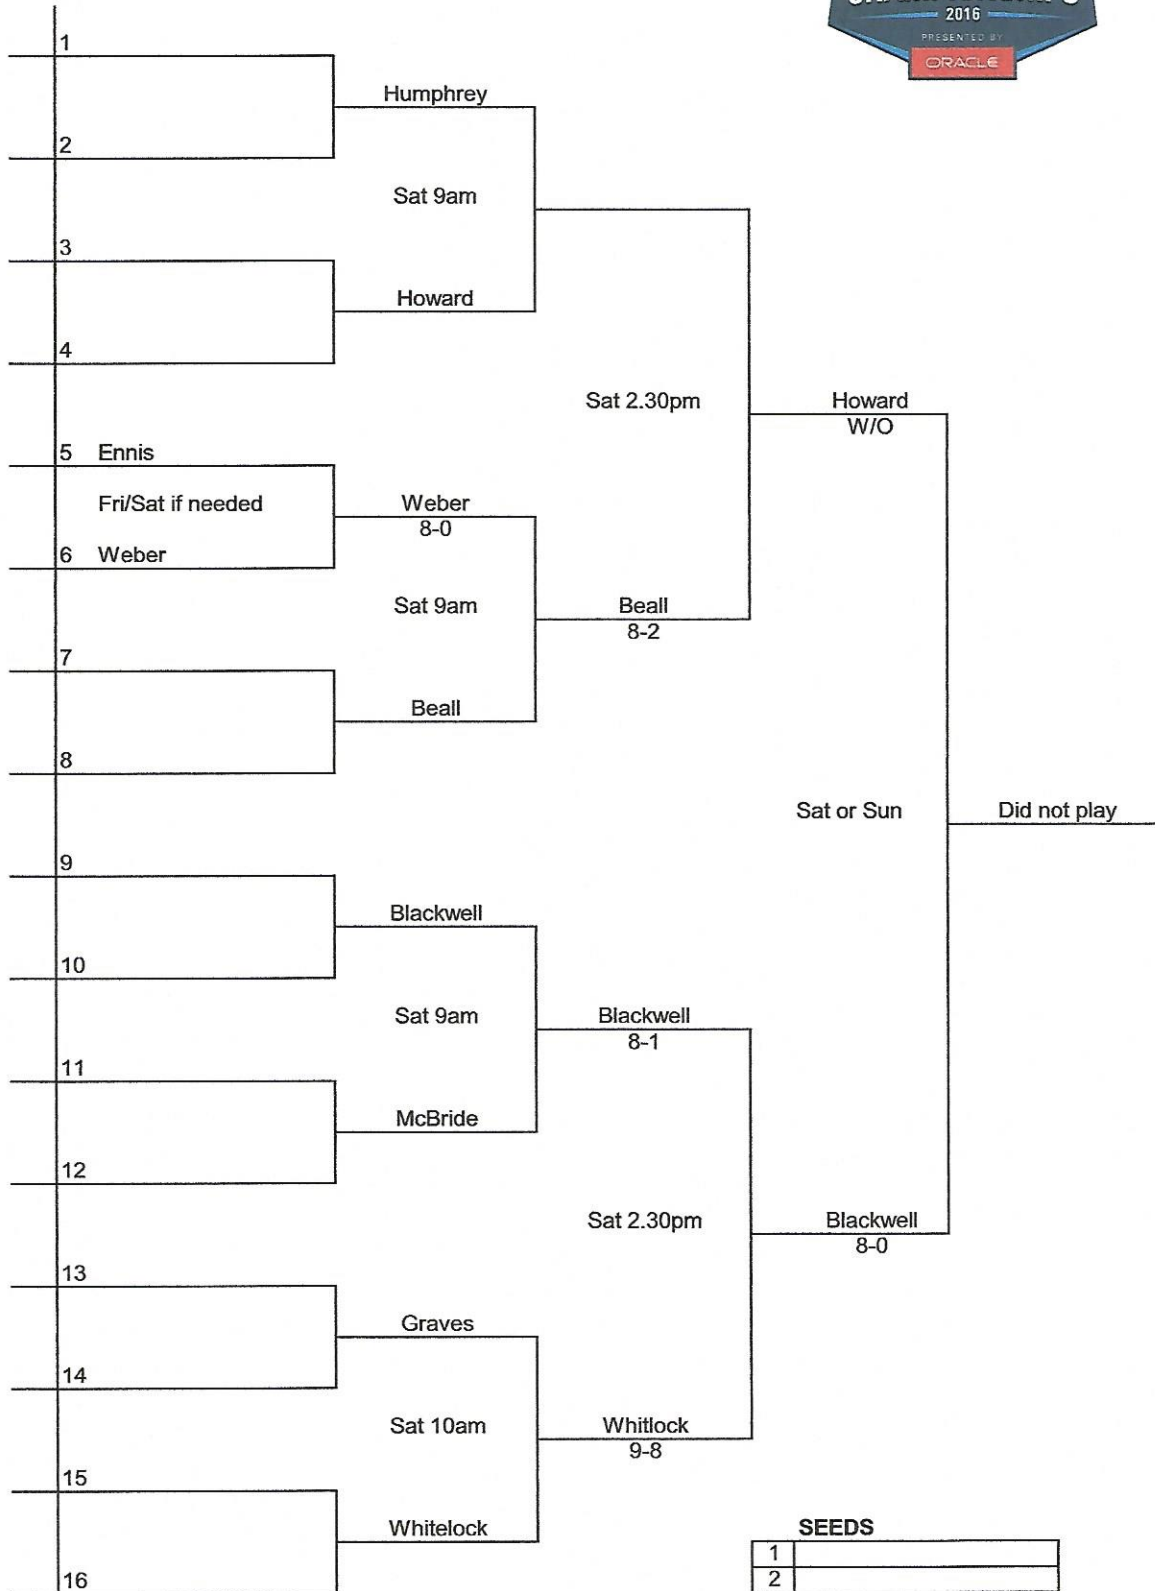 2016
PRESENTED BY
ORACLE
1
Humphrey
2
Sat 9am
3
Howard
4
Sat 2.30pm
Howard
W/O
5 Ennis
Fri/Sat if needed
Weber
8-0
6 Weber
Sat 9am
Beall
8-2
7
Beall
8
Sat or Sun
Did not play
9
Blackwell
10
Sat 9am
Blackwell
8-1
11
McBride
12
Sat 2.30pm
Blackwell
8-0
13
Graves
14
Sat 10am
Whitlock
9-8
15
Whitelock
SEEDS
1
2
16